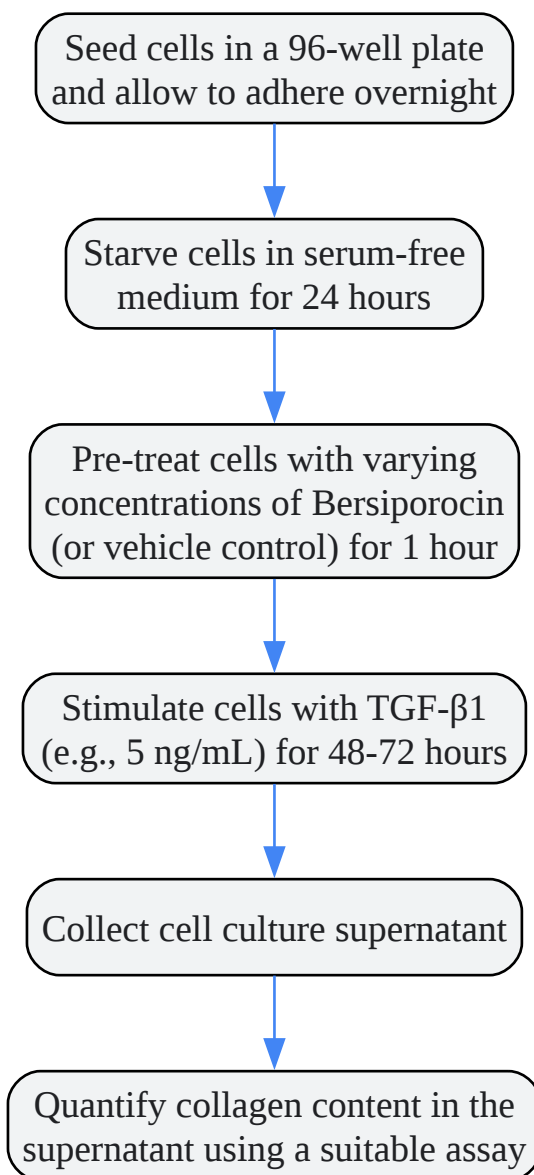 Seed cells in a 96-well plate
and allow to adhere overnight
Starve cells in serum-free
medium for 24 hours
Pre-treat cells with varying
concentrations of Bersiporocin
(or vehicle control) for 1 hour
Stimulate cells with TGF-β1
(e.g., 5 ng/mL) for 48-72 hours
Collect cell culture supernatant
Quantify collagen content in the
supernatant using a suitable assay